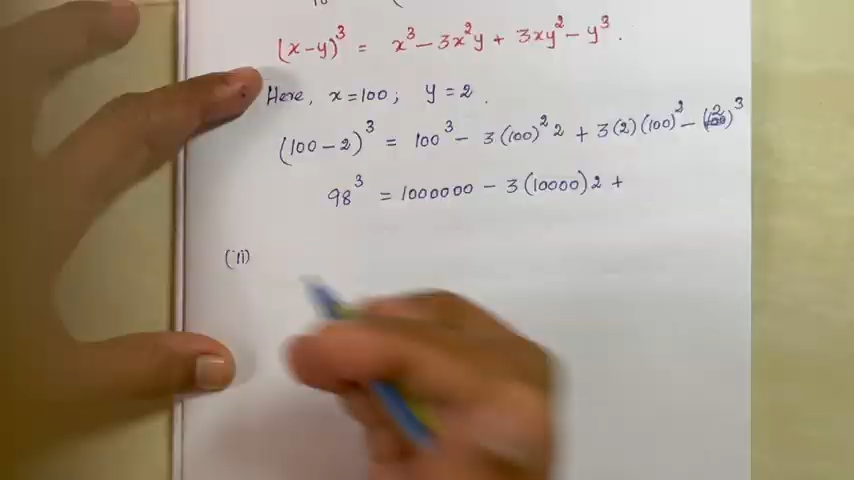 (x-y)³ = x³ - 3x²y + 3xy² - y³.
Here, x=100; y=2.
(100-2)³ = 100³ - 3(100)²2 + 3(2)(100)² - (2)³
98³ = 1000000 - 3(10000)2 +
(ii)